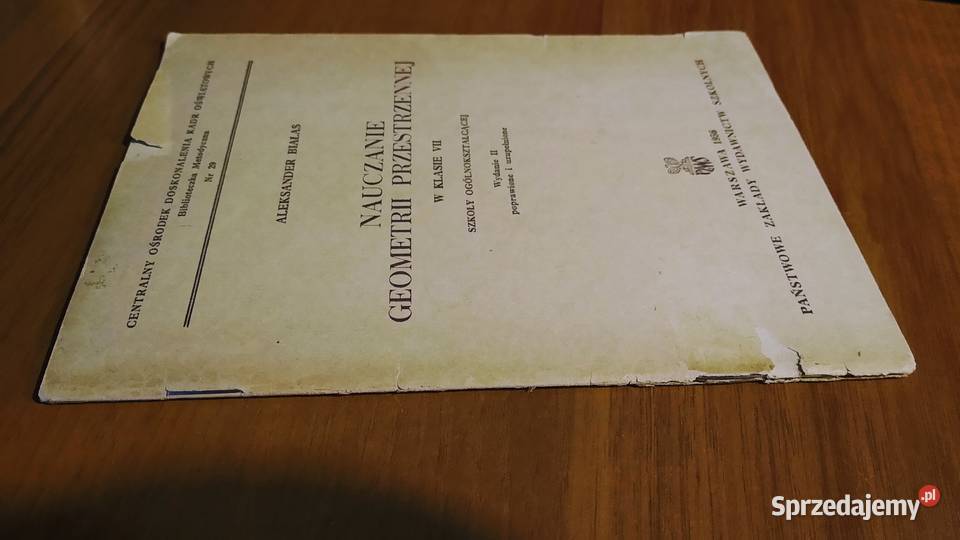 CENTRALNY OŚRODEK DOSKONALENIA KADR OŚWIATOWYCH
Biblioteczka Metodyczna
Nr 29
ALEKSANDER BIAŁAS
NAUCZANIE
GEOMETRII PRZESTRZENNEJ
W KLASIE VII
SZKOŁY OGÓLNOKSZTAŁCĄCEJ
Wydanie II
poprawione i uzupełnione
WARSZAWA
PAŃSTWOWE ZAKŁADY WYDAWNICTW SZKOLNYCH
Sprzedajemy.pl